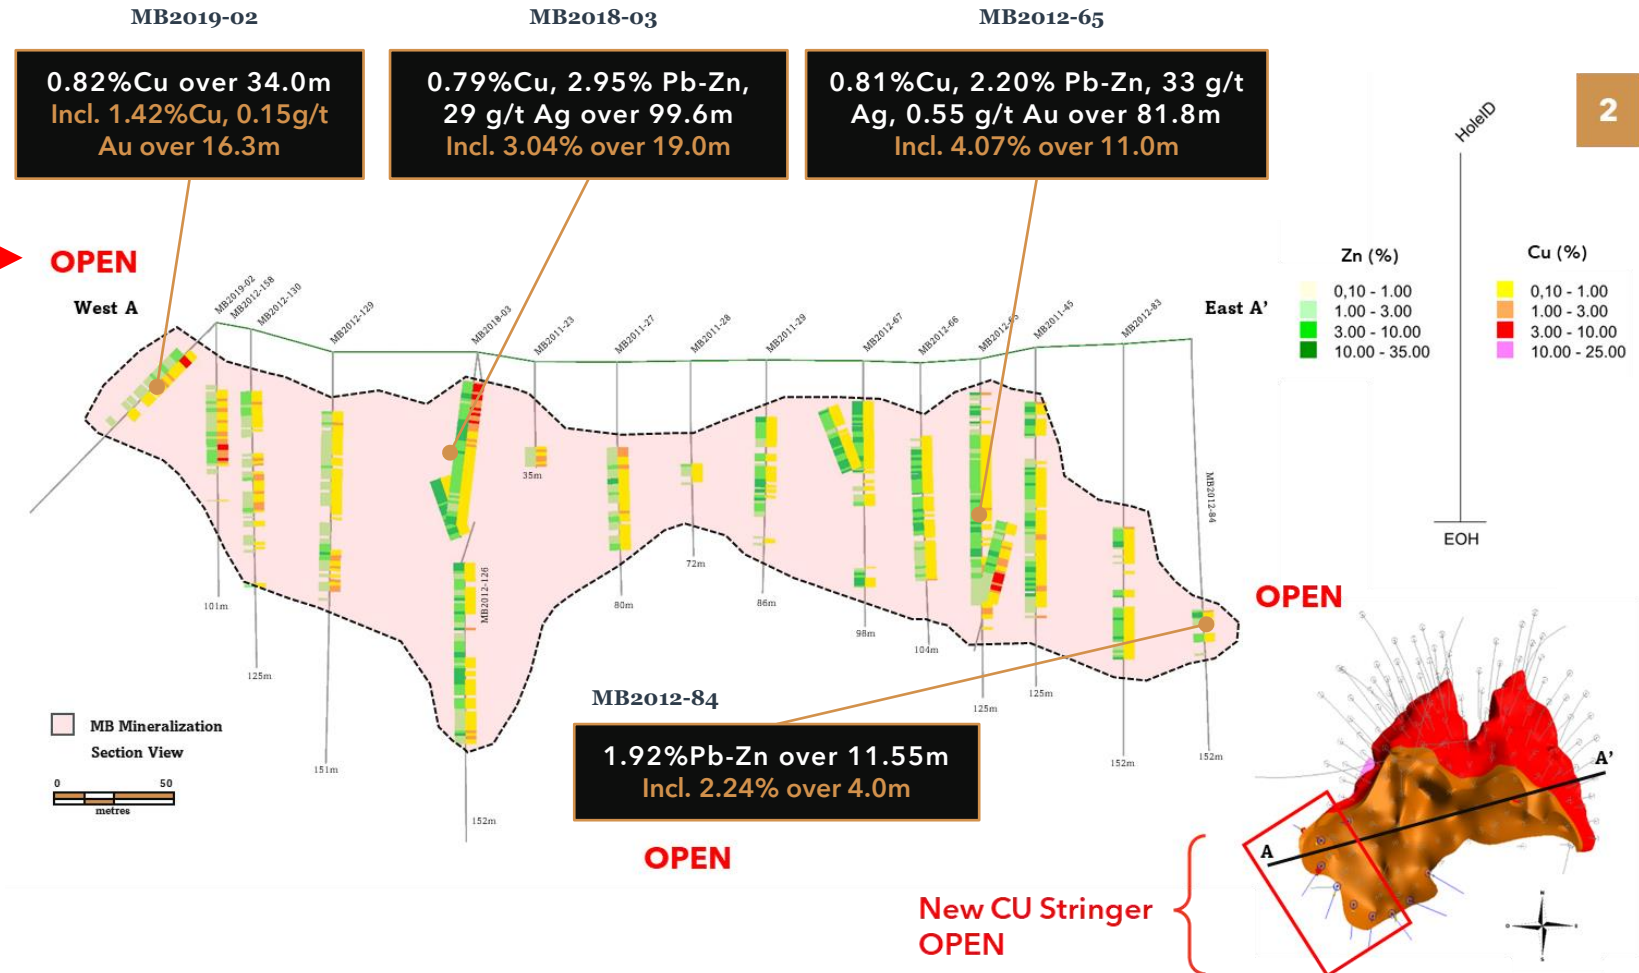 MB2019-02
MB2018-03
MB2012-65
0.82%Cu over 34.0m
Incl. 1.42%Cu, 0.15g/t
Au over 16.3m
0.79%Cu, 2.95% Pb-Zn,
29 g/t Ag over 99.6m
Incl. 3.04% over 19.0m
0.81%Cu, 2.20% Pb-Zn, 33 g/t
Ag, 0.55 g/t Au over 81.8m
Incl. 4.07% over 11.0m
HoleID
2
EOH
Zn (%)
0,10 - 1.00
1.00 - 3.00
3.00 - 10.00
10.00 - 35.00
Cu (%)
0,10 - 1.00
1.00 - 3.00
3.00 - 10.00
10.00 - 25.00
OPEN
West A
East A'
MB2019-02
MB2012-158
MB2012-130
MB2012-129
MB2018-03
MB2011-23
MB2011-27
MB2011-28
MB2011-29
MB2012-67
MB2012-66
MB2012-65
MB2011-45
MB2012-83
MB2012-84
MB2012-126
35m
72m
101m
80m
86m
98m
104m
125m
125m
125m
151m
152m
152m
152m
OPEN
MB Mineralization
Section View
0 50
metres
MB2012-84
1.92%Pb-Zn over 11.55m
Incl. 2.24% over 4.0m
OPEN
A
A'
New CU Stringer
OPEN
N
S